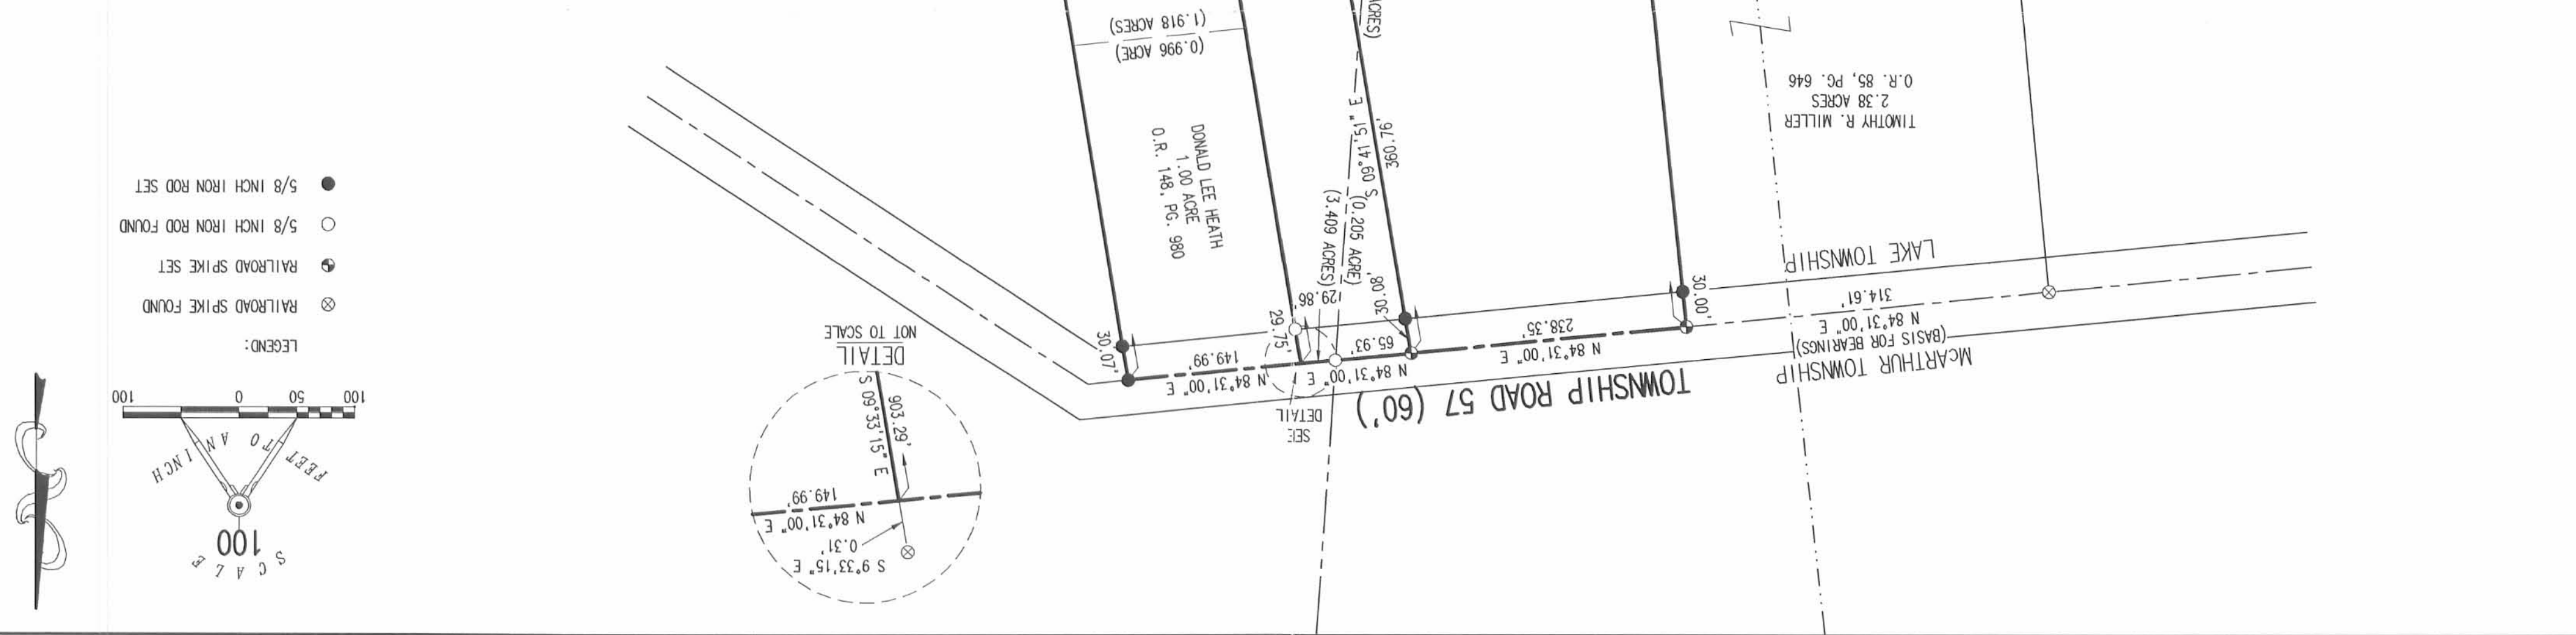 SCALE
100
FEET TO AN INCH
100 50 0 100
LEGEND:
RAILROAD SPIKE FOUND
RAILROAD SPIKE SET
5/8 INCH IRON ROD FOUND
5/8 INCH IRON ROD SET
S 9°33'15" E
0.31'
N 84°31'00" E
149.99'
903.29'
S 09°33'15" E
DETAIL
NOT TO SCALE
SEE
DETAIL
TOWNSHIP ROAD 57 (60')
McARTHUR TOWNSHIP
(BASIS FOR BEARINGS)
N 84°31'00" E
314.61'
LAKE TOWNSHIP
N 84°31'00" E
238.35'
N 84°31'00" E
65.93'
N 84°31'00" E
149.99'
30.00'
30.08'
29.86'
29.75'
30.07'
(3.409 ACRES)
(0.205 ACRE)
S 09°41'51" E
360.76'
ACRES)
DONALD LEE HEATH
1.00 ACRE
O.R. 148, PG. 980
(0.996 ACRE)
(1.918 ACRES)
TIMOTHY R. MILLER
2.38 ACRES
O.R. 85, PG. 646